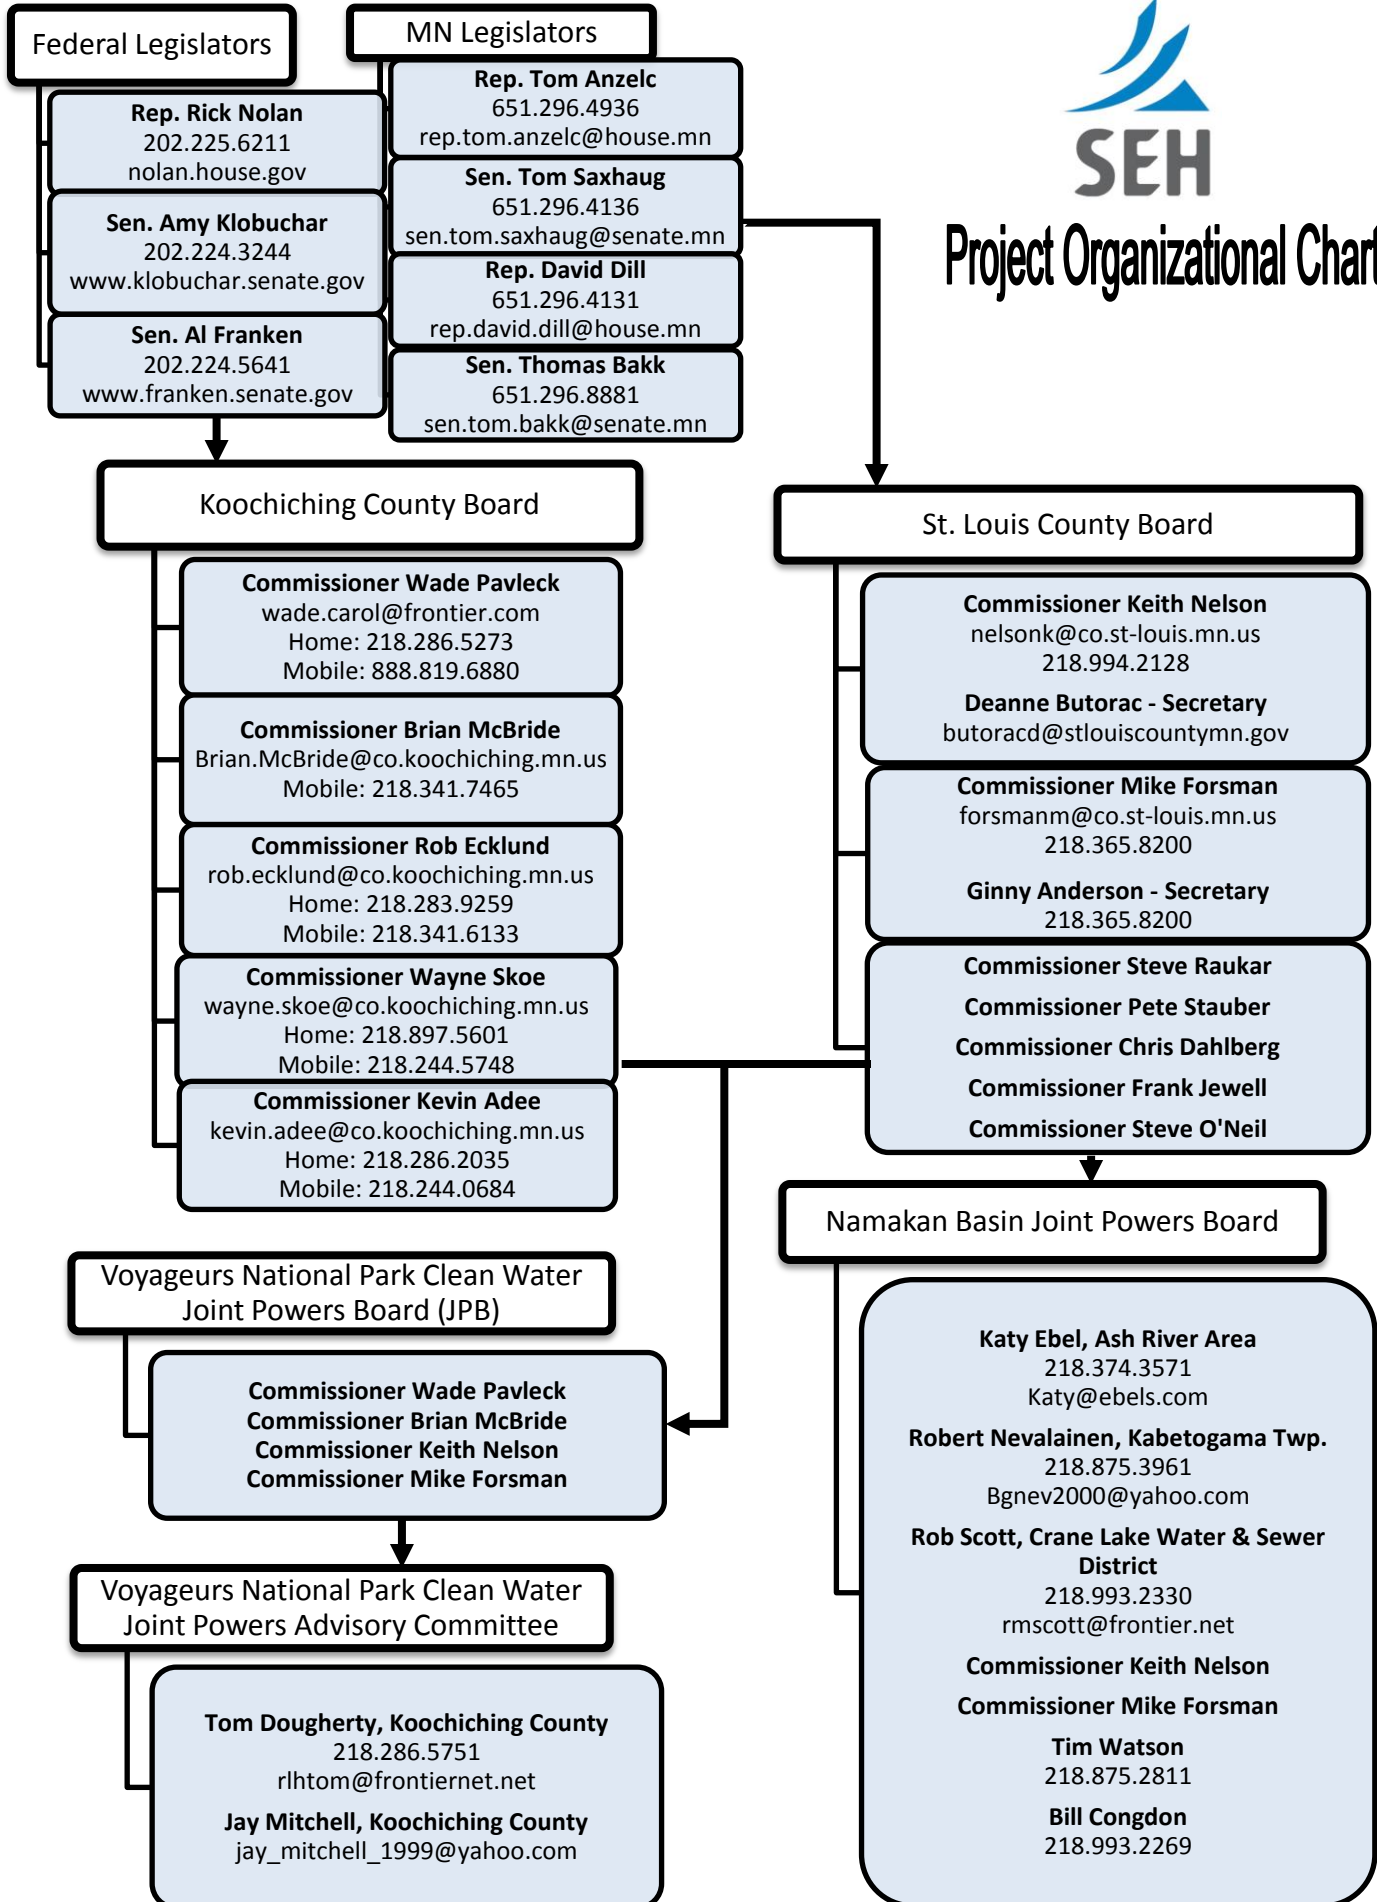 Federal Legislators
Rep. Rick Nolan
202.225.6211
nolan.house.gov
Sen. Amy Klobuchar
202.224.3244
www.klobuchar.senate.gov
Sen. Al Franken
202.224.5641
www.franken.senate.gov
MN Legislators
Rep. Tom Anzelc
651.296.4936
rep.tom.anzelc@house.mn
Sen. Tom Saxhaug
651.296.4136
sen.tom.saxhaug@senate.mn
Rep. David Dill
651.296.4131
rep.david.dill@house.mn
Sen. Thomas Bakk
651.296.8881
sen.tom.bakk@senate.mn
SEH
Project Organizational Chart
Koochiching County Board
Commissioner Wade Pavleck
wade.carol@frontier.com
Home: 218.286.5273
Mobile: 888.819.6880
Commissioner Brian McBride
Brian.McBride@co.koochiching.mn.us
Mobile: 218.341.7465
Commissioner Rob Ecklund
rob.ecklund@co.koochiching.mn.us
Home: 218.283.9259
Mobile: 218.341.6133
Commissioner Wayne Skoe
wayne.skoe@co.koochiching.mn.us
Home: 218.897.5601
Mobile: 218.244.5748
Commissioner Kevin Adee
kevin.adee@co.koochiching.mn.us
Home: 218.286.2035
Mobile: 218.244.0684
St. Louis County Board
Commissioner Keith Nelson
nelsonk@co.st-louis.mn.us
218.994.2128
Deanne Butorac - Secretary
butoracd@stlouiscountymn.gov
Commissioner Mike Forsman
forsmanm@co.st-louis.mn.us
218.365.8200
Ginny Anderson - Secretary
218.365.8200
Commissioner Steve Raukar
Commissioner Pete Stauber
Commissioner Chris Dahlberg
Commissioner Frank Jewell
Commissioner Steve O'Neil
Voyageurs National Park Clean Water
Joint Powers Board (JPB)
Commissioner Wade Pavleck
Commissioner Brian McBride
Commissioner Keith Nelson
Commissioner Mike Forsman
Voyageurs National Park Clean Water
Joint Powers Advisory Committee
Tom Dougherty, Koochiching County
218.286.5751
rlhtom@frontiernet.net
Jay Mitchell, Koochiching County
jay_mitchell_1999@yahoo.com
Namakan Basin Joint Powers Board
Katy Ebel, Ash River Area
218.374.3571
Katy@ebels.com
Robert Nevalainen, Kabetogama Twp.
218.875.3961
Bgnev2000@yahoo.com
Rob Scott, Crane Lake Water & Sewer
District
218.993.2330
rmscott@frontier.net
Commissioner Keith Nelson
Commissioner Mike Forsman
Tim Watson
218.875.2811
Bill Congdon
218.993.2269